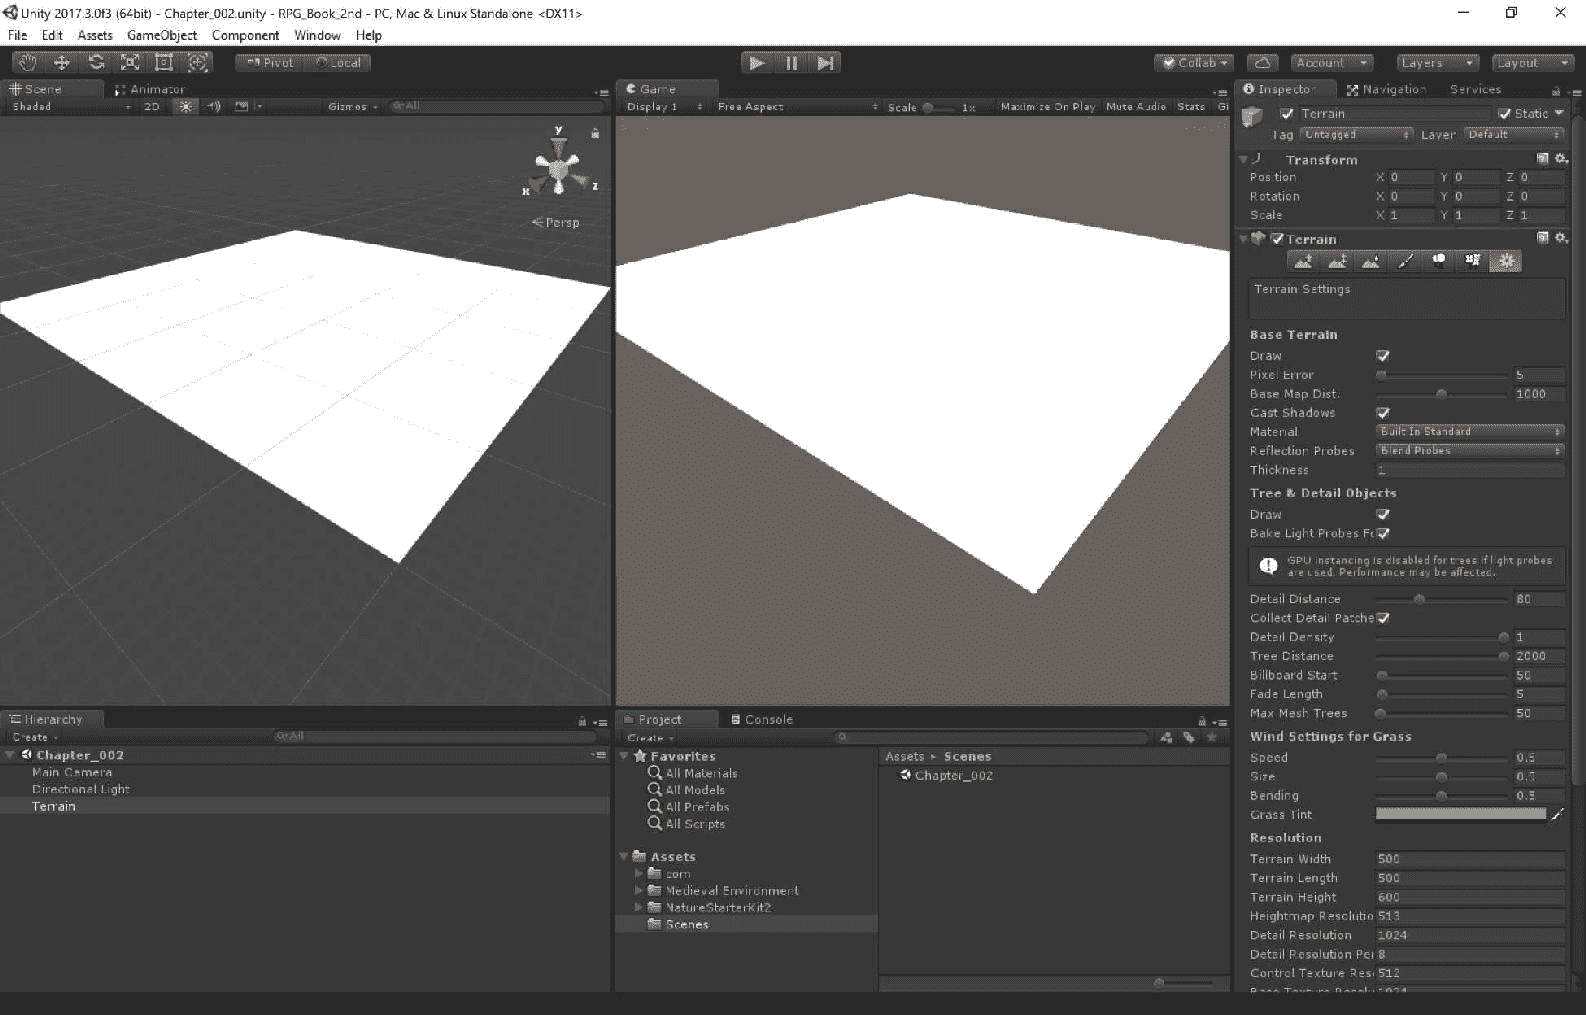 Unity 2017.3.0f3 (64bit) - Chapter_002.unity - RPG_Book_2nd - PC, Mac & Linux Standalone <DX11>
File Edit Assets GameObject Component Window Help
Pivot Local Collab Account Layers Layout
Scene Animator
Shaded 2D Gizmos All
y
x
z
Persp
Game
Display 1 Free Aspect Scale 1x Maximize On Play Mute Audio Stats Gi
Inspector Navigation Services
Terrain Static
Tag Untagged Layer Default
Transform
Position X 0 Y 0 Z 0
Rotation X 0 Y 0 Z 0
Scale X 1 Y 1 Z 1
Terrain
Terrain Settings
Base Terrain
Draw
Pixel Error 5
Base Map Dist. 1000
Cast Shadows
Material Built In Standard
Reflection Probes Blend Probes
Thickness 1
Tree & Detail Objects
Draw
Bake Light Probes Fo
GPU instancing is disabled for trees if light probes
are used. Performance may be affected.
Detail Distance 80
Collect Detail Patche
Detail Density 1
Tree Distance 2000
Billboard Start 50
Fade Length 5
Max Mesh Trees 50
Wind Settings for Grass
Speed 0.5
Size 0.5
Bending 0.5
Grass Tint
Resolution
Terrain Width 500
Terrain Length 500
Terrain Height 600
Heightmap Resolutio 513
Detail Resolution 1024
Detail Resolution Per 8
Control Texture Res 512
Base Texture Resolu 1024
Hierarchy
Create All
Chapter_002
Main Camera
Directional Light
Terrain
Project Console
Create
Favorites
All Materials
All Models
All Prefabs
All Scripts
Assets
com
Medieval Environment
NatureStarterKit2
Scenes
Assets Scenes
Chapter_002